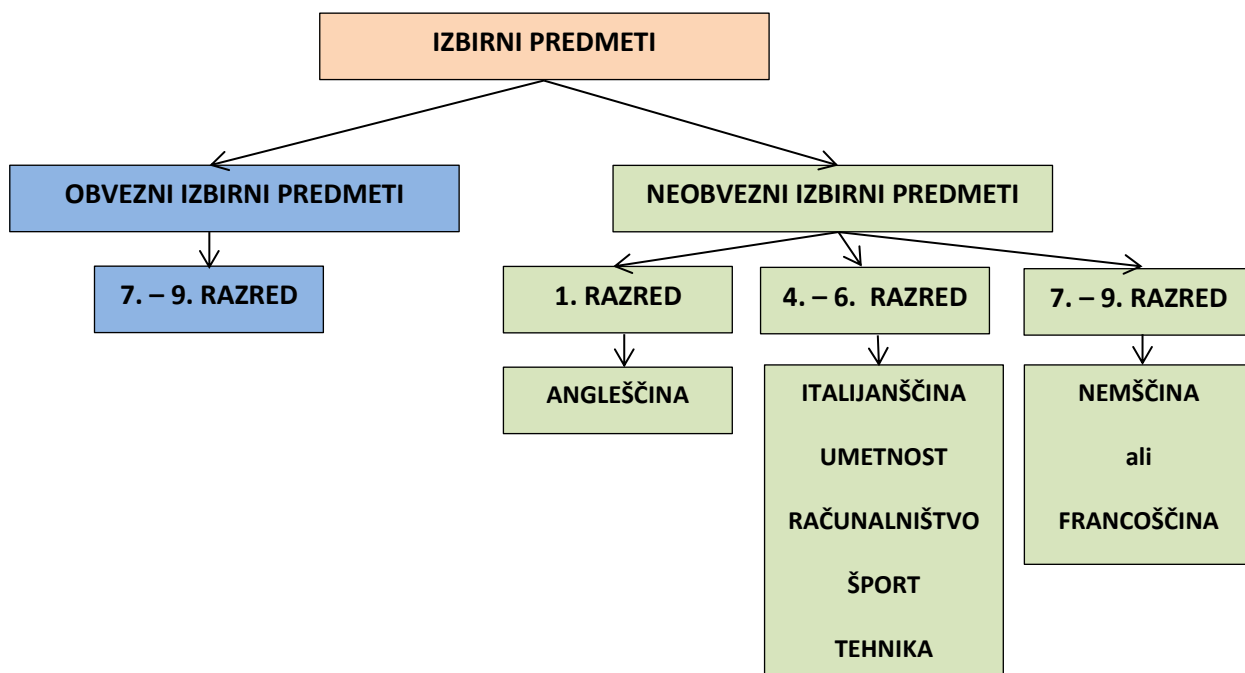 IZBIRNI PREDMETI
OBVEZNI IZBIRNI PREDMETI
NEOBVEZNI IZBIRNI PREDMETI
7. – 9. RAZRED
1. RAZRED
4. – 6. RAZRED
7. – 9. RAZRED
ANGLEŠČINA
ITALIJANŠČINA
UMETNOST
RAČUNALNIŠTVO
ŠPORT
TEHNIKA
NEMŠČINA
ali
FRANCOŠČINA